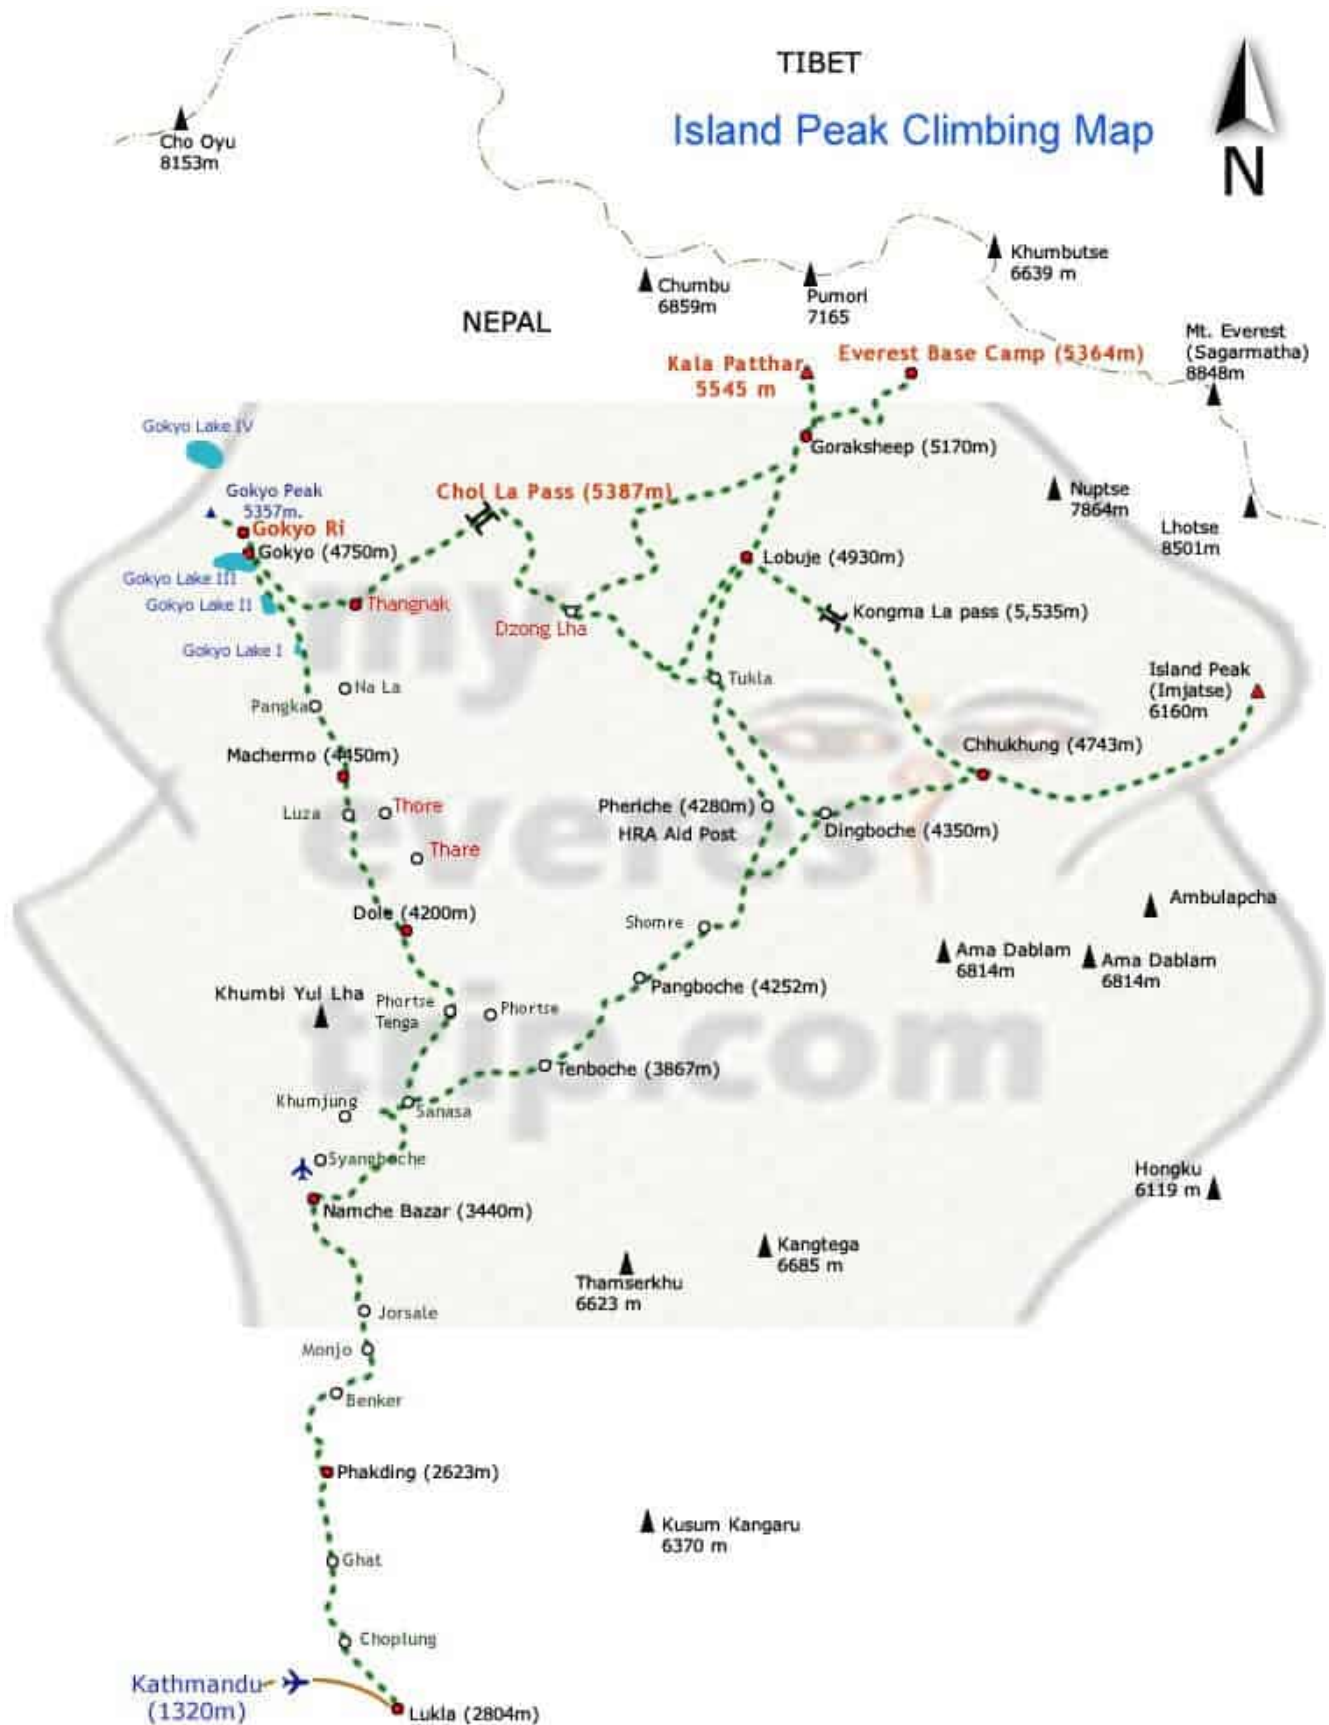 TIBET
Island Peak Climbing Map
N
Cho Oyu
8153m
Khumbutse
6639 m
Chumbu
6859m
Pumori
7165
NEPAL
Mt. Everest
(Sagarmatha)
8848m
Kala Patthar
5545 m
Everest Base Camp (5364m)
Gokyo Lake IV
Goraksheep (5170m)
Gokyo Peak
5357m.
Chol La Pass (5387m)
Nuptse
7864m
Gokyo Ri
Lhotse
8501m
Gokyo (4750m)
Lobuje (4930m)
Gokyo Lake III
Gokyo Lake II
Thangnak
Kongma La pass (5,535m)
Dzong Lha
Gokyo Lake I
my
Island Peak
(Imjatse)
6160m
Tukla
Na La
Pangka
Machermo (4450m)
Chhukhung (4743m)
Luza
Thore
Pheriche (4280m)
HRA Aid Post
Dingboche (4350m)
everes
Thare
Dole (4200m)
Shomre
Ambulapcha
Ama Dablam
6814m
Ama Dablam
6814m
Pangboche (4252m)
Khumbi Yul Lha
Phortse
Tenga
Phortse
trip.com
Tenboche (3867m)
Khumjung
Sanasa
Syangboche
Hongku
6119 m
Namche Bazar (3440m)
Kangtega
6685 m
Thamserkhu
6623 m
Jorsale
Monjo
Benker
Phakding (2623m)
Kusum Kangaru
6370 m
Ghat
Choplung
Kathmandu
(1320m)
Lukla (2804m)